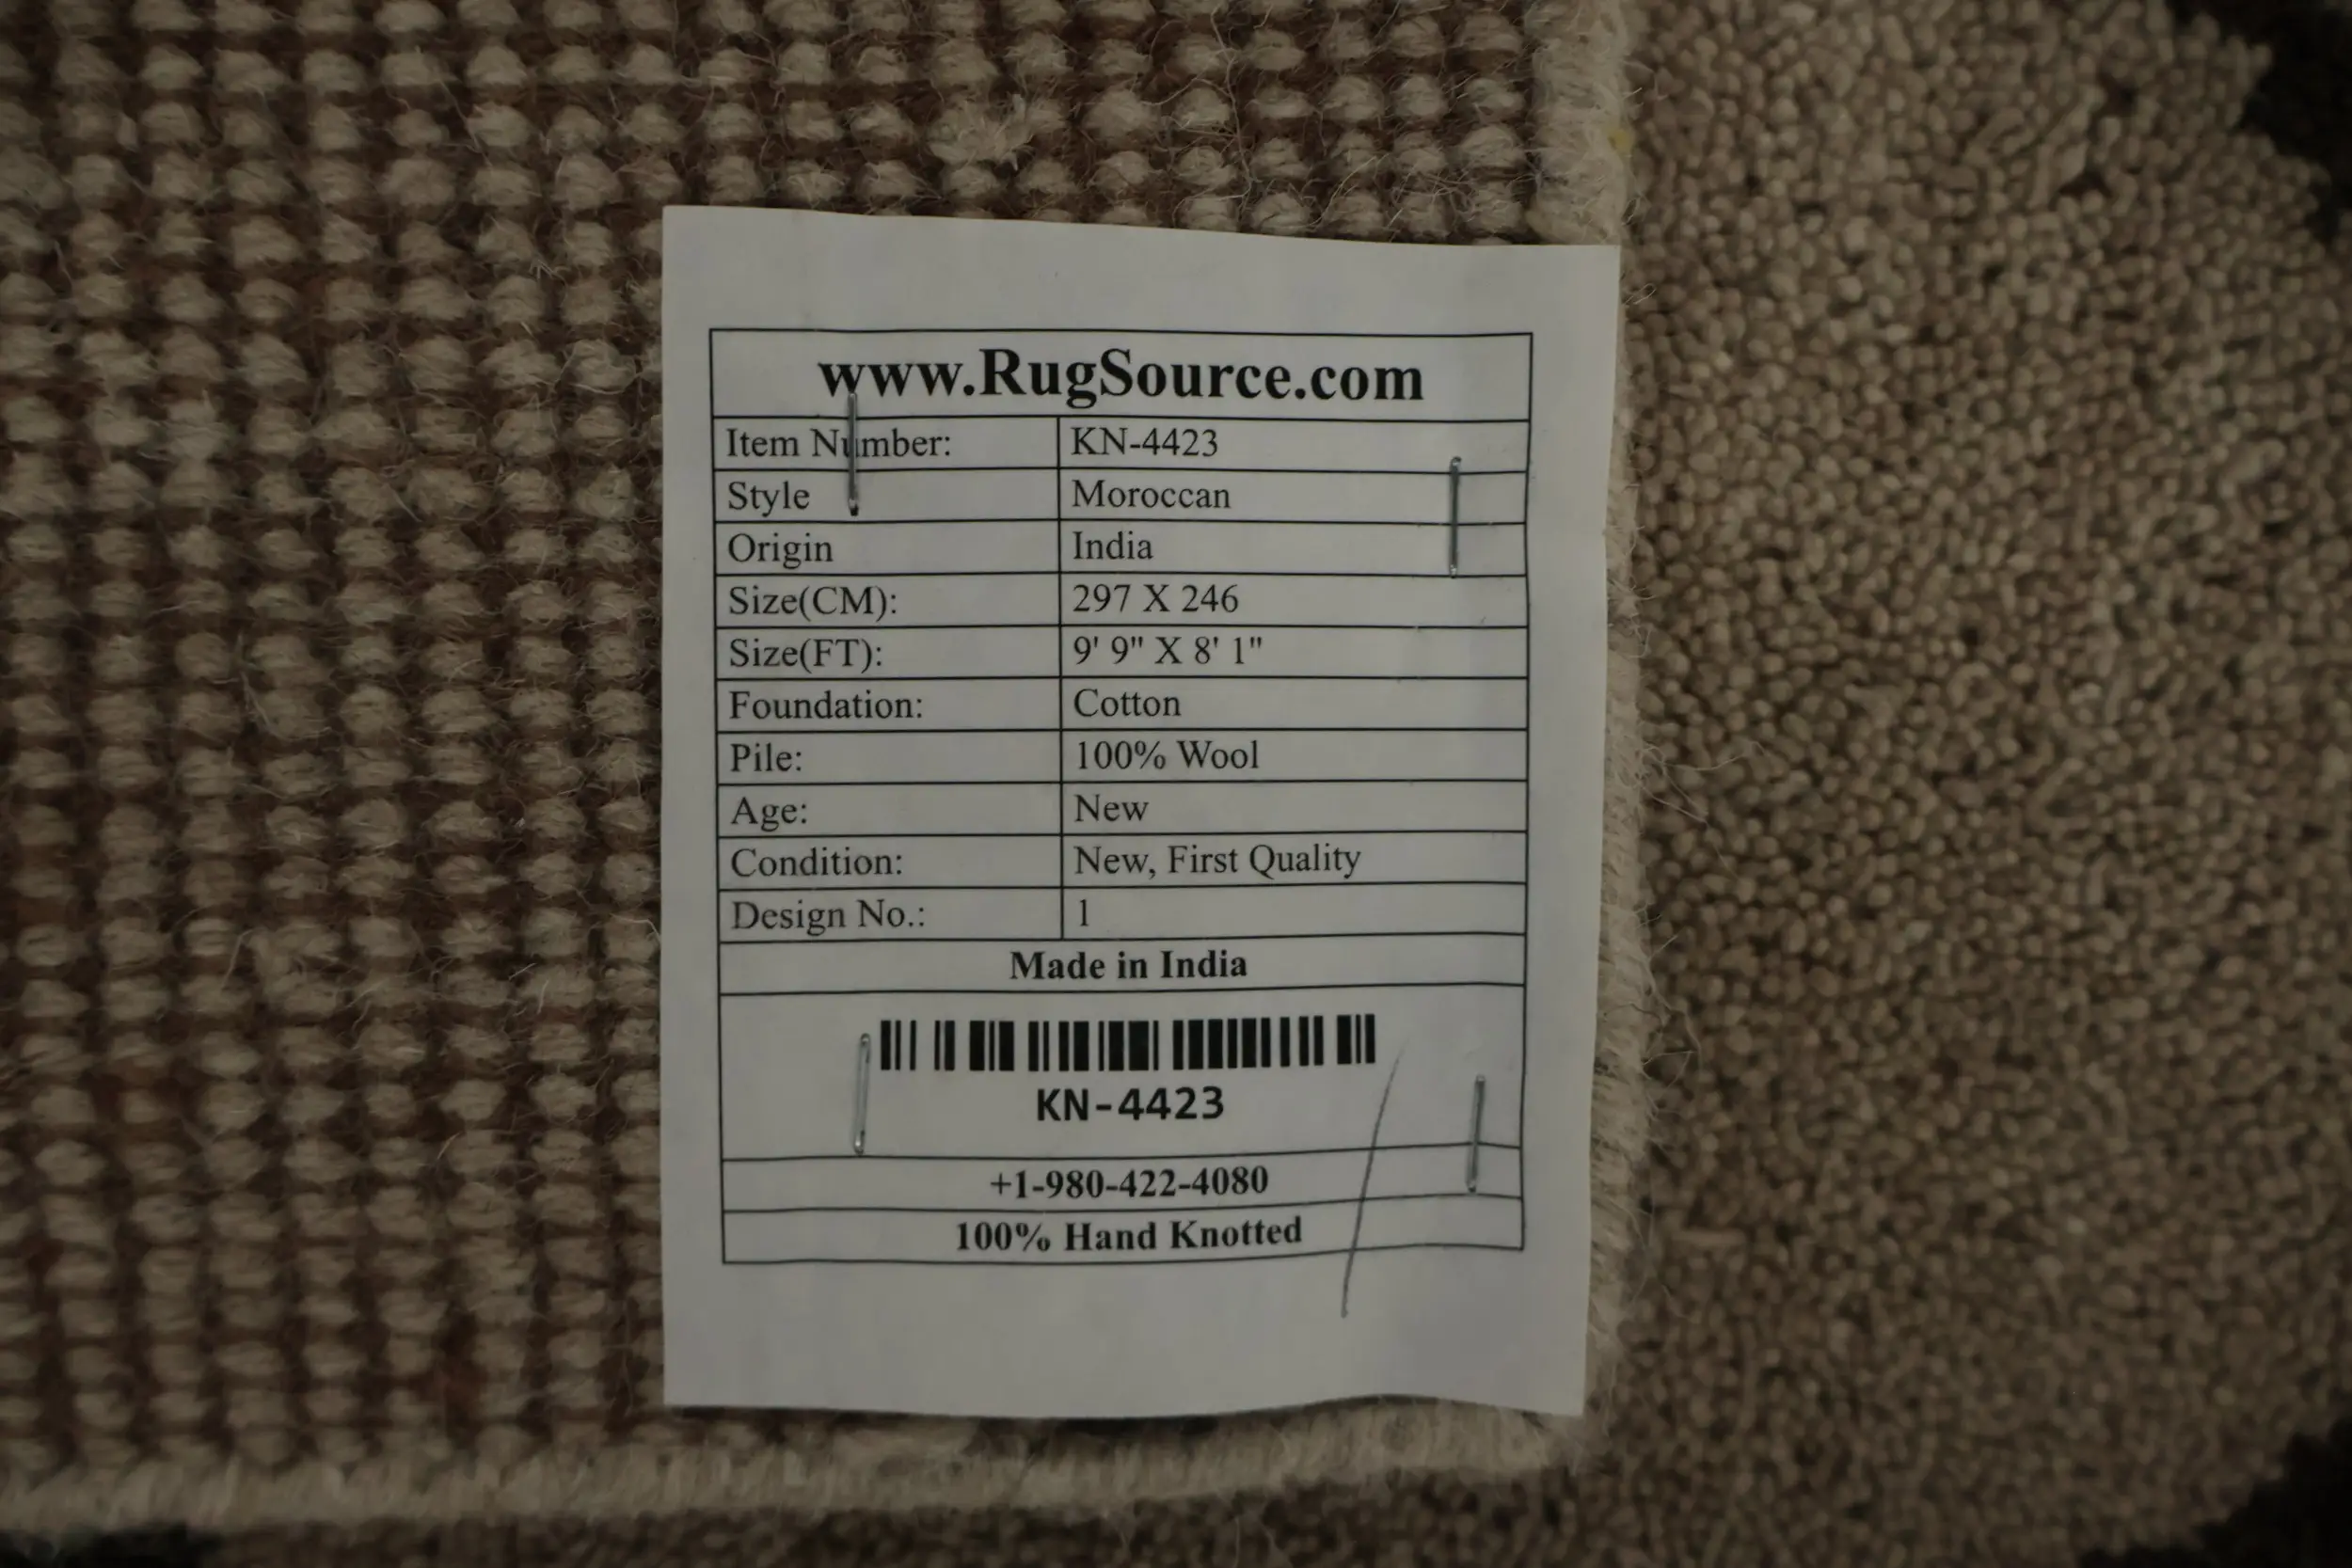 www.RugSource.com
Item Number: KN-4423
Style Moroccan
Origin India
Size(CM): 297 X 246
Size(FT): 9' 9" X 8' 1"
Foundation: Cotton
Pile: 100% Wool
Age: New
Condition: New, First Quality
Design No.: 1
Made in India
KN-4423
+1-980-422-4080
100% Hand Knotted